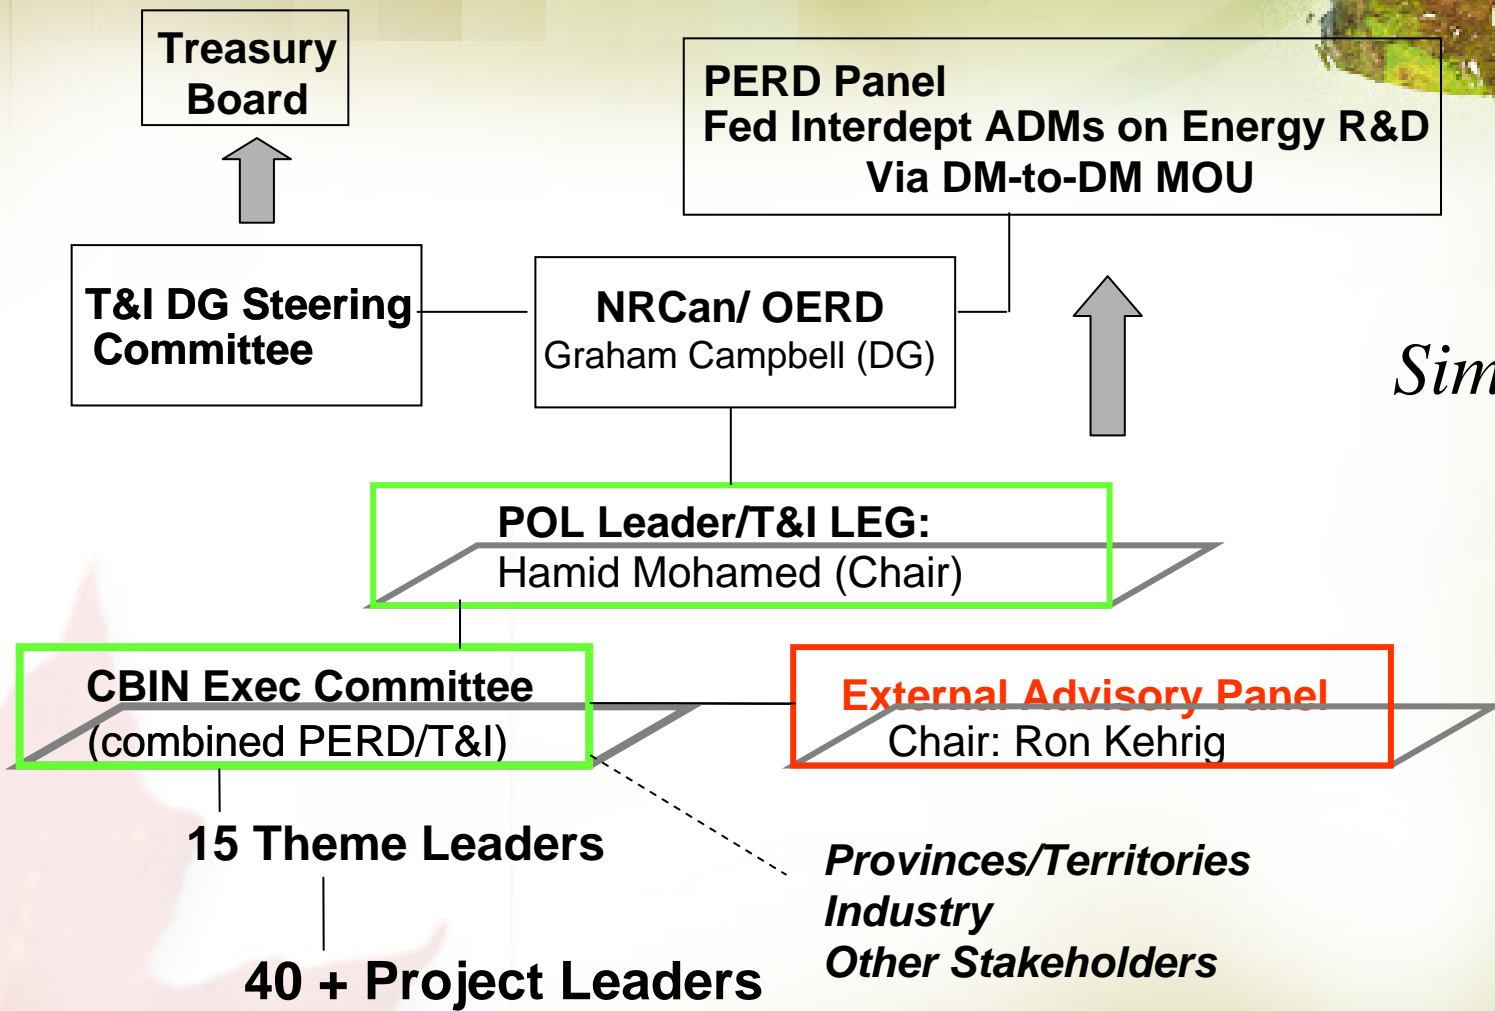 Treasury
Board
PERD Panel
Fed Interdept ADMs on Energy R&D
Via DM-to-DM MOU
T&I DG Steering
Committee
NRCan/ OERD
Graham Campbell (DG)
POL Leader/T&I LEG:
Hamid Mohamed (Chair)
CBIN Exec Committee
(combined PERD/T&I)
External Advisory Panel
Chair: Ron Kehrig
15 Theme Leaders
40 + Project Leaders
Provinces/Territories
Industry
Other Stakeholders